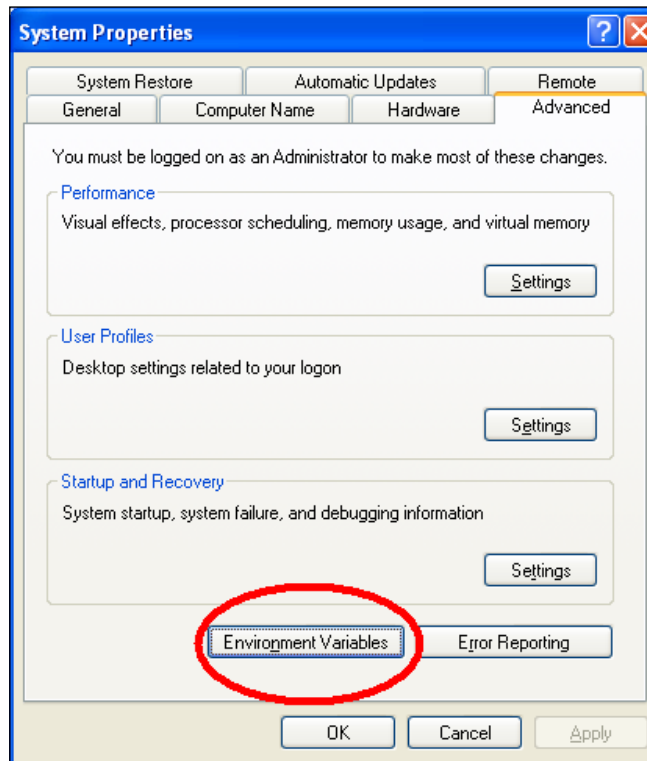 System Properties
System Restore Automatic Updates Remote
General Computer Name Hardware Advanced
You must be logged on as an Administrator to make most of these changes.
Performance
Visual effects, processor scheduling, memory usage, and virtual memory
Settings
User Profiles
Desktop settings related to your logon
Settings
Startup and Recovery
System startup, system failure, and debugging information
Settings
Environment Variables Error Reporting
OK Cancel Apply